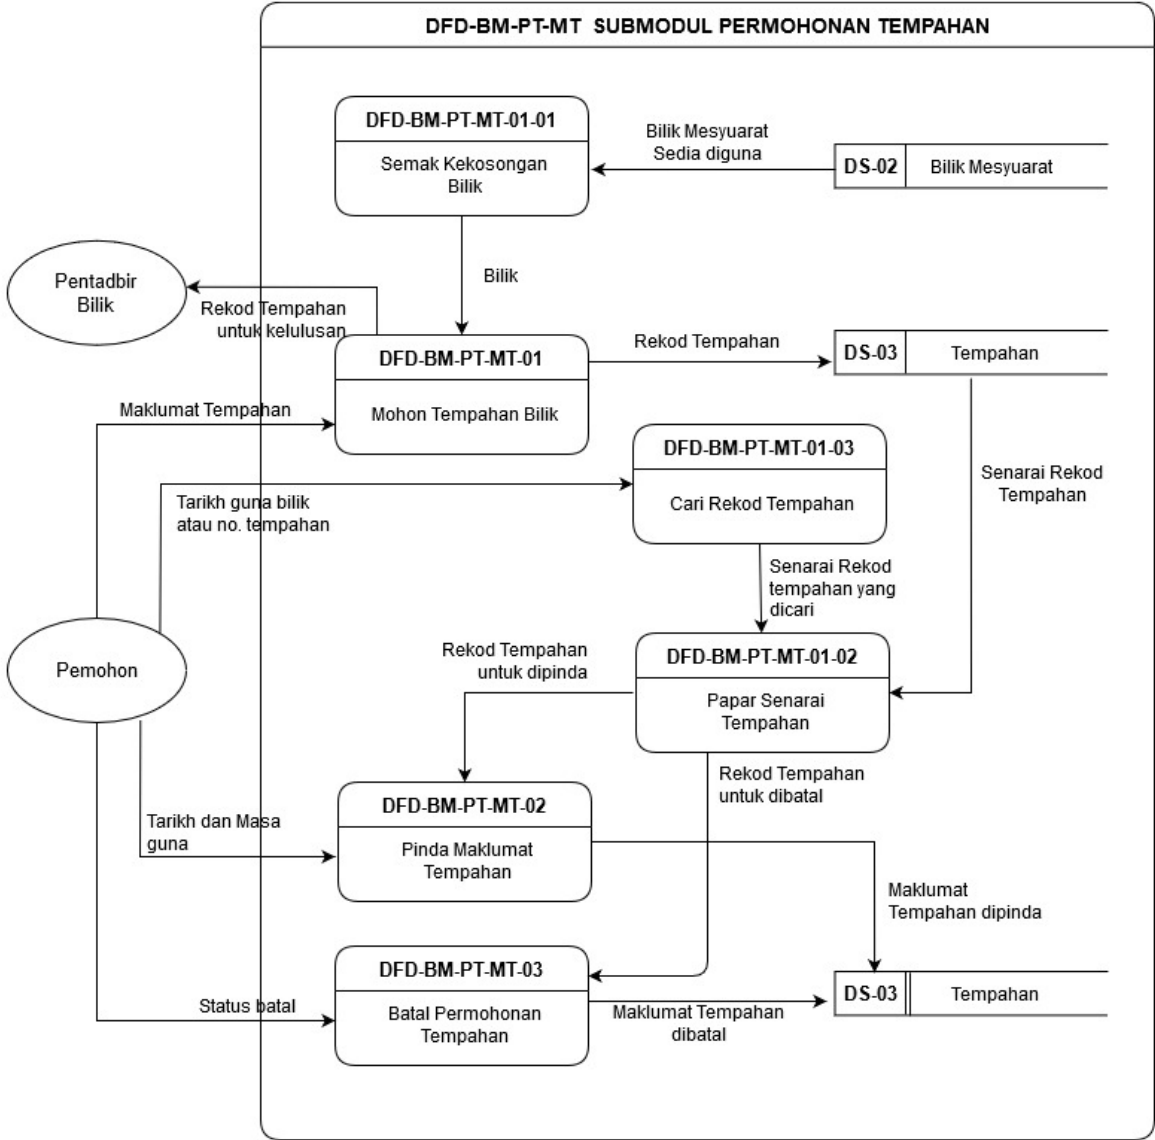 DFD-BM-PT-MT SUBMODUL PERMOHONAN TEMPAHAN
DFD-BM-PT-MT-01-01
Semak Kekosongan
Bilik
Bilik Mesyuarat
Sedia diguna
DS-02
Bilik Mesyuarat
Pentadbir
Bilik
Bilik
Rekod Tempahan
untuk kelulusan
DFD-BM-PT-MT-01
Mohon Tempahan Bilik
Rekod Tempahan
DS-03
Tempahan
Maklumat Tempahan
DFD-BM-PT-MT-01-03
Cari Rekod Tempahan
Senarai Rekod
Tempahan
Tarikh guna bilik
atau no. tempahan
Senarai Rekod
tempahan yang
dicari
Pemohon
Rekod Tempahan
untuk dipinda
DFD-BM-PT-MT-01-02
Papar Senarai
Tempahan
Rekod Tempahan
untuk dibatal
DFD-BM-PT-MT-02
Pinda Maklumat
Tempahan
Tarikh dan Masa
guna
Maklumat
Tempahan dipinda
DFD-BM-PT-MT-03
Batal Permohonan
Tempahan
Status batal
Maklumat Tempahan
dibatal
DS-03
Tempahan